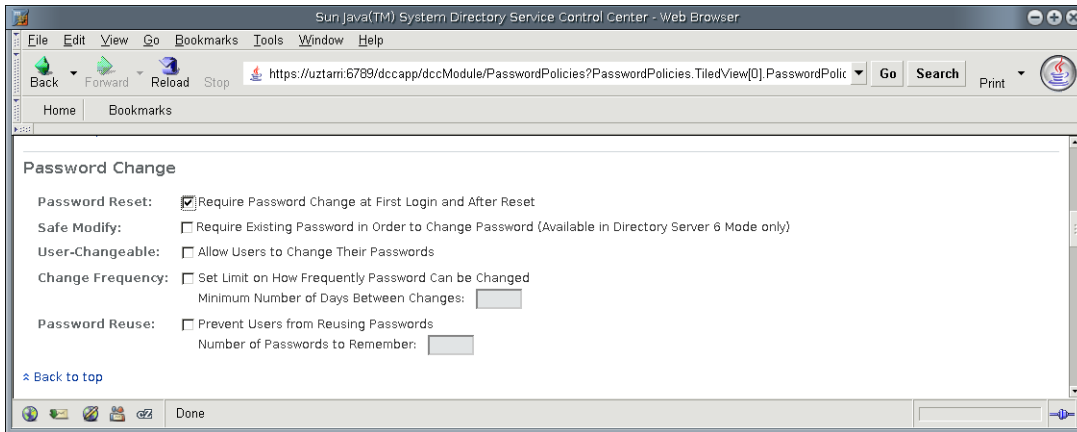 Sun Java(TM) System Directory Service Control Center - Web Browser
File Edit View Go Bookmarks Tools Window Help
Back Forward Reload Stop https://uztarri:6789/dccapp/dccModule/PasswordPolicies?PasswordPolicies.TiledView[0].PasswordPolic Go Search Print
Home Bookmarks
Password Change
Password Reset: Require Password Change at First Login and After Reset
Safe Modify: Require Existing Password in Order to Change Password (Available in Directory Server 6 Mode only)
User-Changeable: Allow Users to Change Their Passwords
Change Frequency: Set Limit on How Frequently Password Can be Changed
Minimum Number of Days Between Changes:
Password Reuse: Prevent Users from Reusing Passwords
Number of Passwords to Remember:
Back to top
Done